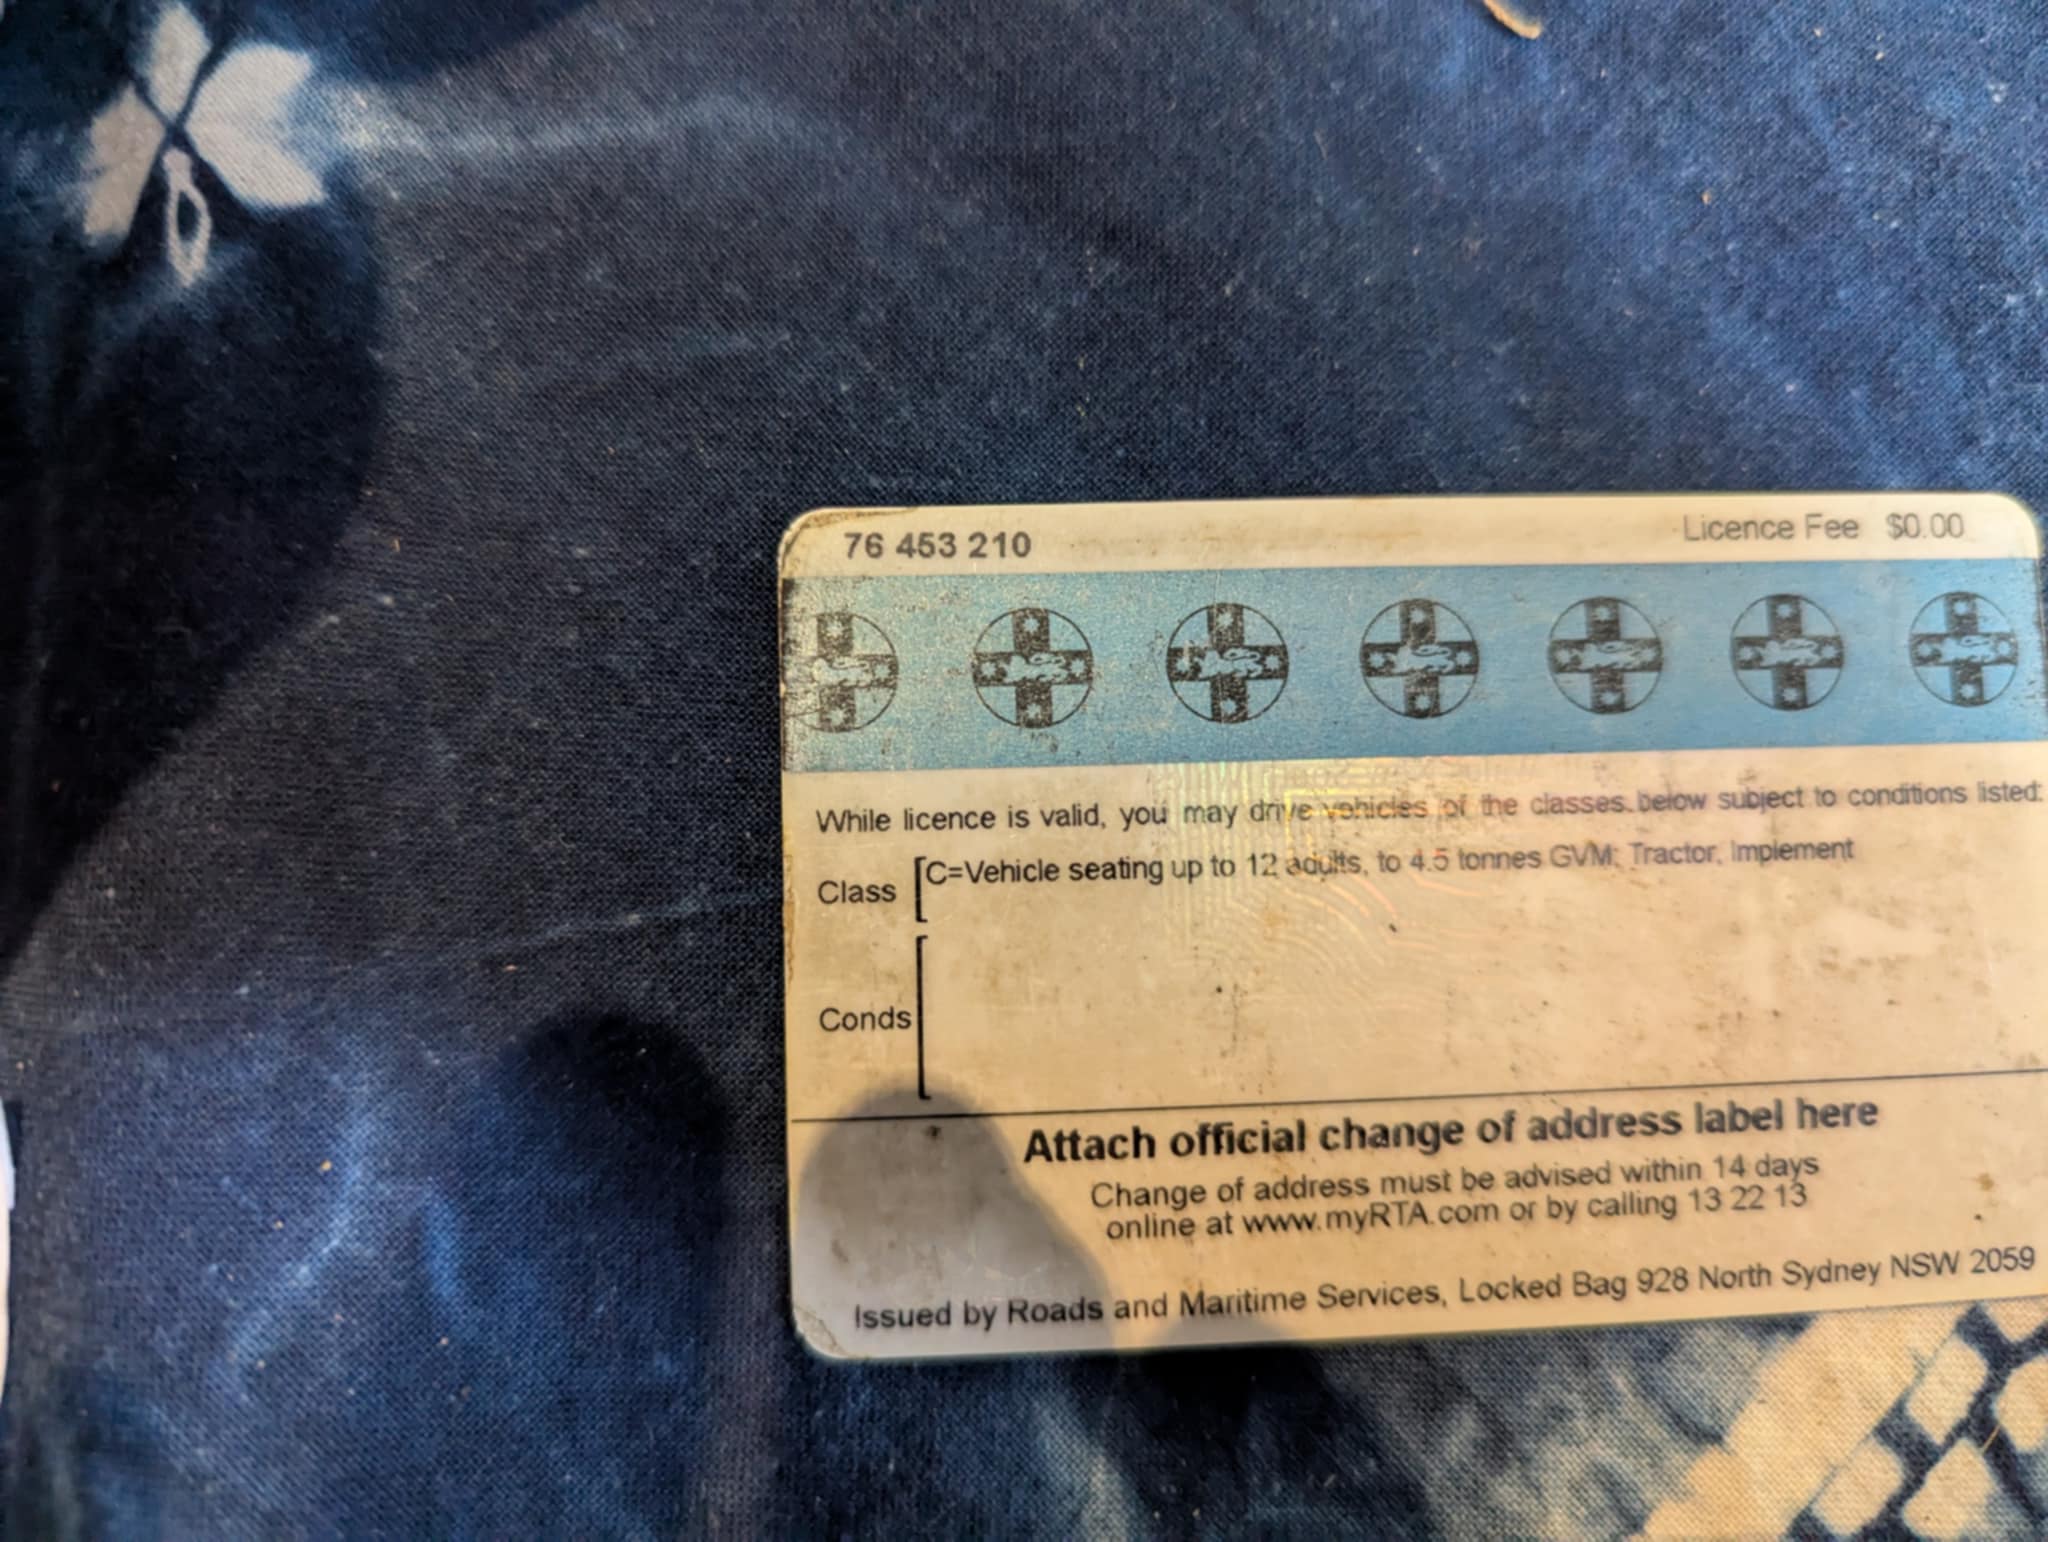 76 453 210 Licence Fee $0.00
While licence is valid, you may drive vehicles of the classes below subject to conditions listed:
Class C=Vehicle seating up to 12 adults, to 4.5 tonnes GVM; Tractor, Implement
Conds
Attach official change of address label here
Change of address must be advised within 14 days
online at www.myRTA.com or by calling 13 22 13
Issued by Roads and Maritime Services, Locked Bag 928 North Sydney NSW 2059